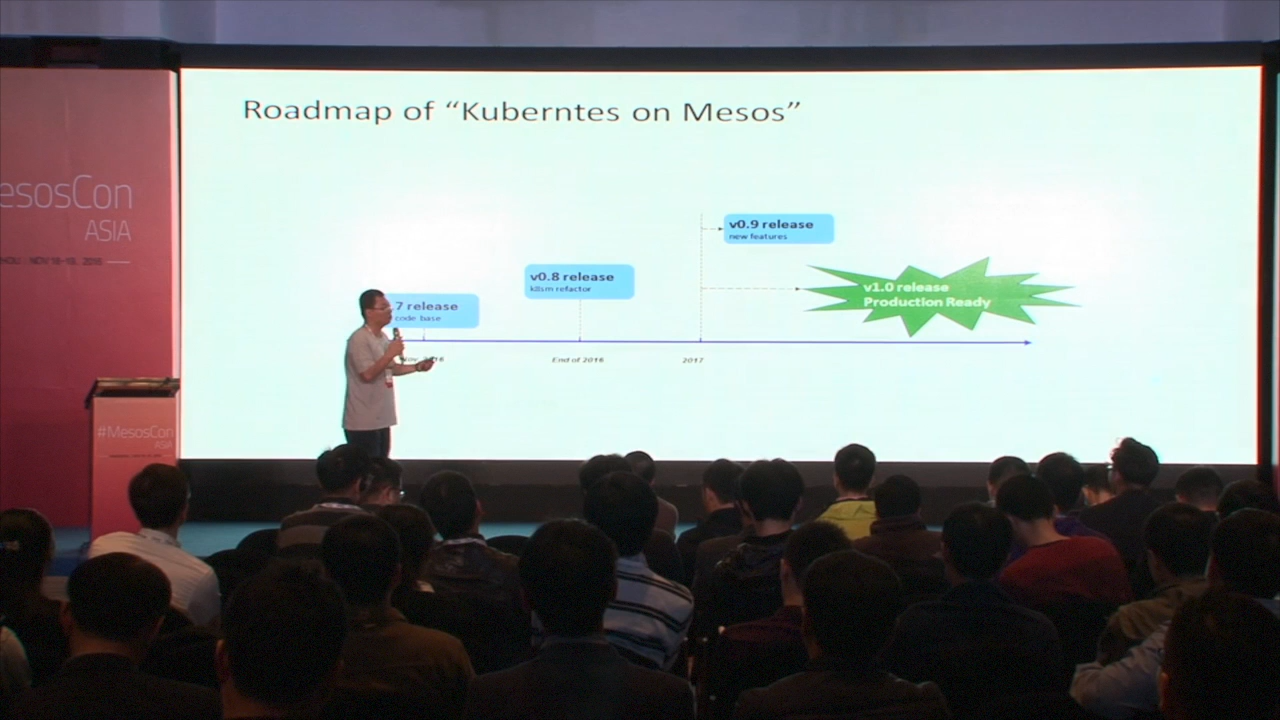 Roadmap of “Kuberntes on Mesos”
esosCon
ASIA
v0.9 release
new features
v0.8 release
k8sm refactor
v1.0 release
Production Ready
7 release
code base
End of 2016
2017
#MesosCon
ASIA